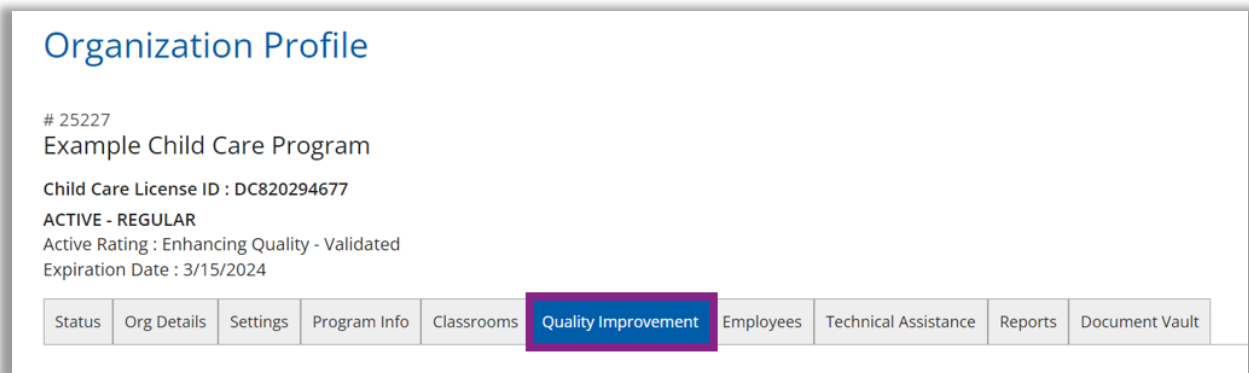 Organization Profile
# 25227
Example Child Care Program
Child Care License ID : DC820294677
ACTIVE - REGULAR
Active Rating : Enhancing Quality - Validated
Expiration Date : 3/15/2024
Status Org Details Settings Program Info Classrooms Quality Improvement Employees Technical Assistance Reports Document Vault